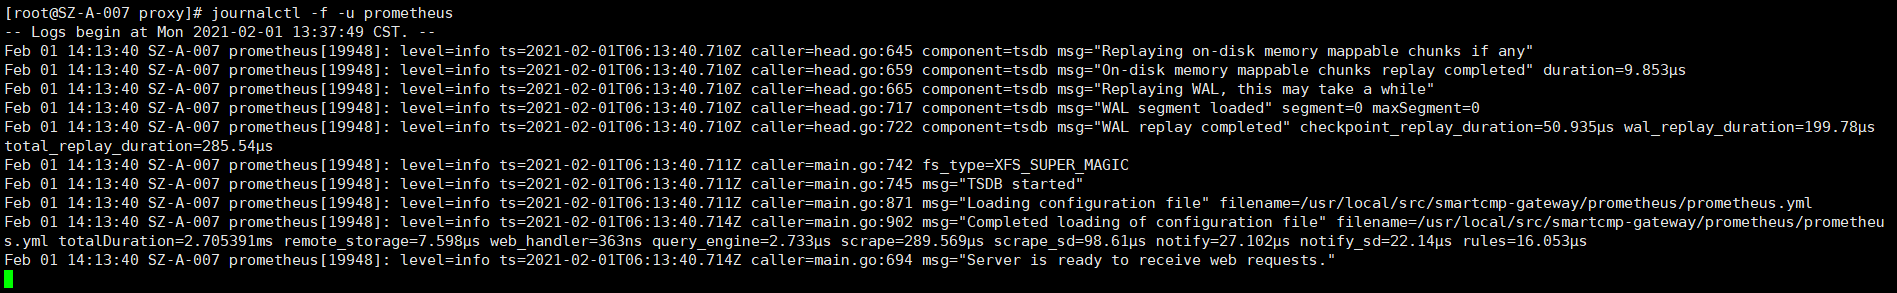 [root@SZ-A-007 proxy]# journalctl -f -u prometheus
-- Logs begin at Mon 2021-02-01 13:37:49 CST. --
Feb 01 14:13:40 SZ-A-007 prometheus[19948]: level=info ts=2021-02-01T06:13:40.710Z caller=head.go:645 component=tsdb msg="Replaying on-disk memory mappable chunks if any"
Feb 01 14:13:40 SZ-A-007 prometheus[19948]: level=info ts=2021-02-01T06:13:40.710Z caller=head.go:659 component=tsdb msg="On-disk memory mappable chunks replay completed" duration=9.853µs
Feb 01 14:13:40 SZ-A-007 prometheus[19948]: level=info ts=2021-02-01T06:13:40.710Z caller=head.go:665 component=tsdb msg="Replaying WAL, this may take a while"
Feb 01 14:13:40 SZ-A-007 prometheus[19948]: level=info ts=2021-02-01T06:13:40.710Z caller=head.go:717 component=tsdb msg="WAL segment loaded" segment=0 maxSegment=0
Feb 01 14:13:40 SZ-A-007 prometheus[19948]: level=info ts=2021-02-01T06:13:40.710Z caller=head.go:722 component=tsdb msg="WAL replay completed" checkpoint_replay_duration=50.935µs wal_replay_duration=199.78µs
total_replay_duration=285.54µs
Feb 01 14:13:40 SZ-A-007 prometheus[19948]: level=info ts=2021-02-01T06:13:40.711Z caller=main.go:742 fs_type=XFS_SUPER_MAGIC
Feb 01 14:13:40 SZ-A-007 prometheus[19948]: level=info ts=2021-02-01T06:13:40.711Z caller=main.go:745 msg="TSDB started"
Feb 01 14:13:40 SZ-A-007 prometheus[19948]: level=info ts=2021-02-01T06:13:40.711Z caller=main.go:871 msg="Loading configuration file" filename=/usr/local/src/smartcmp-gateway/prometheus/prometheus.yml
Feb 01 14:13:40 SZ-A-007 prometheus[19948]: level=info ts=2021-02-01T06:13:40.714Z caller=main.go:902 msg="Completed loading of configuration file" filename=/usr/local/src/smartcmp-gateway/prometheus/prometheu
s.yml totalDuration=2.705391ms remote_storage=7.598µs web_handler=363ns query_engine=2.733µs scrape=289.569µs scrape_sd=98.61µs notify=27.102µs notify_sd=22.14µs rules=16.053µs
Feb 01 14:13:40 SZ-A-007 prometheus[19948]: level=info ts=2021-02-01T06:13:40.714Z caller=main.go:694 msg="Server is ready to receive web requests."